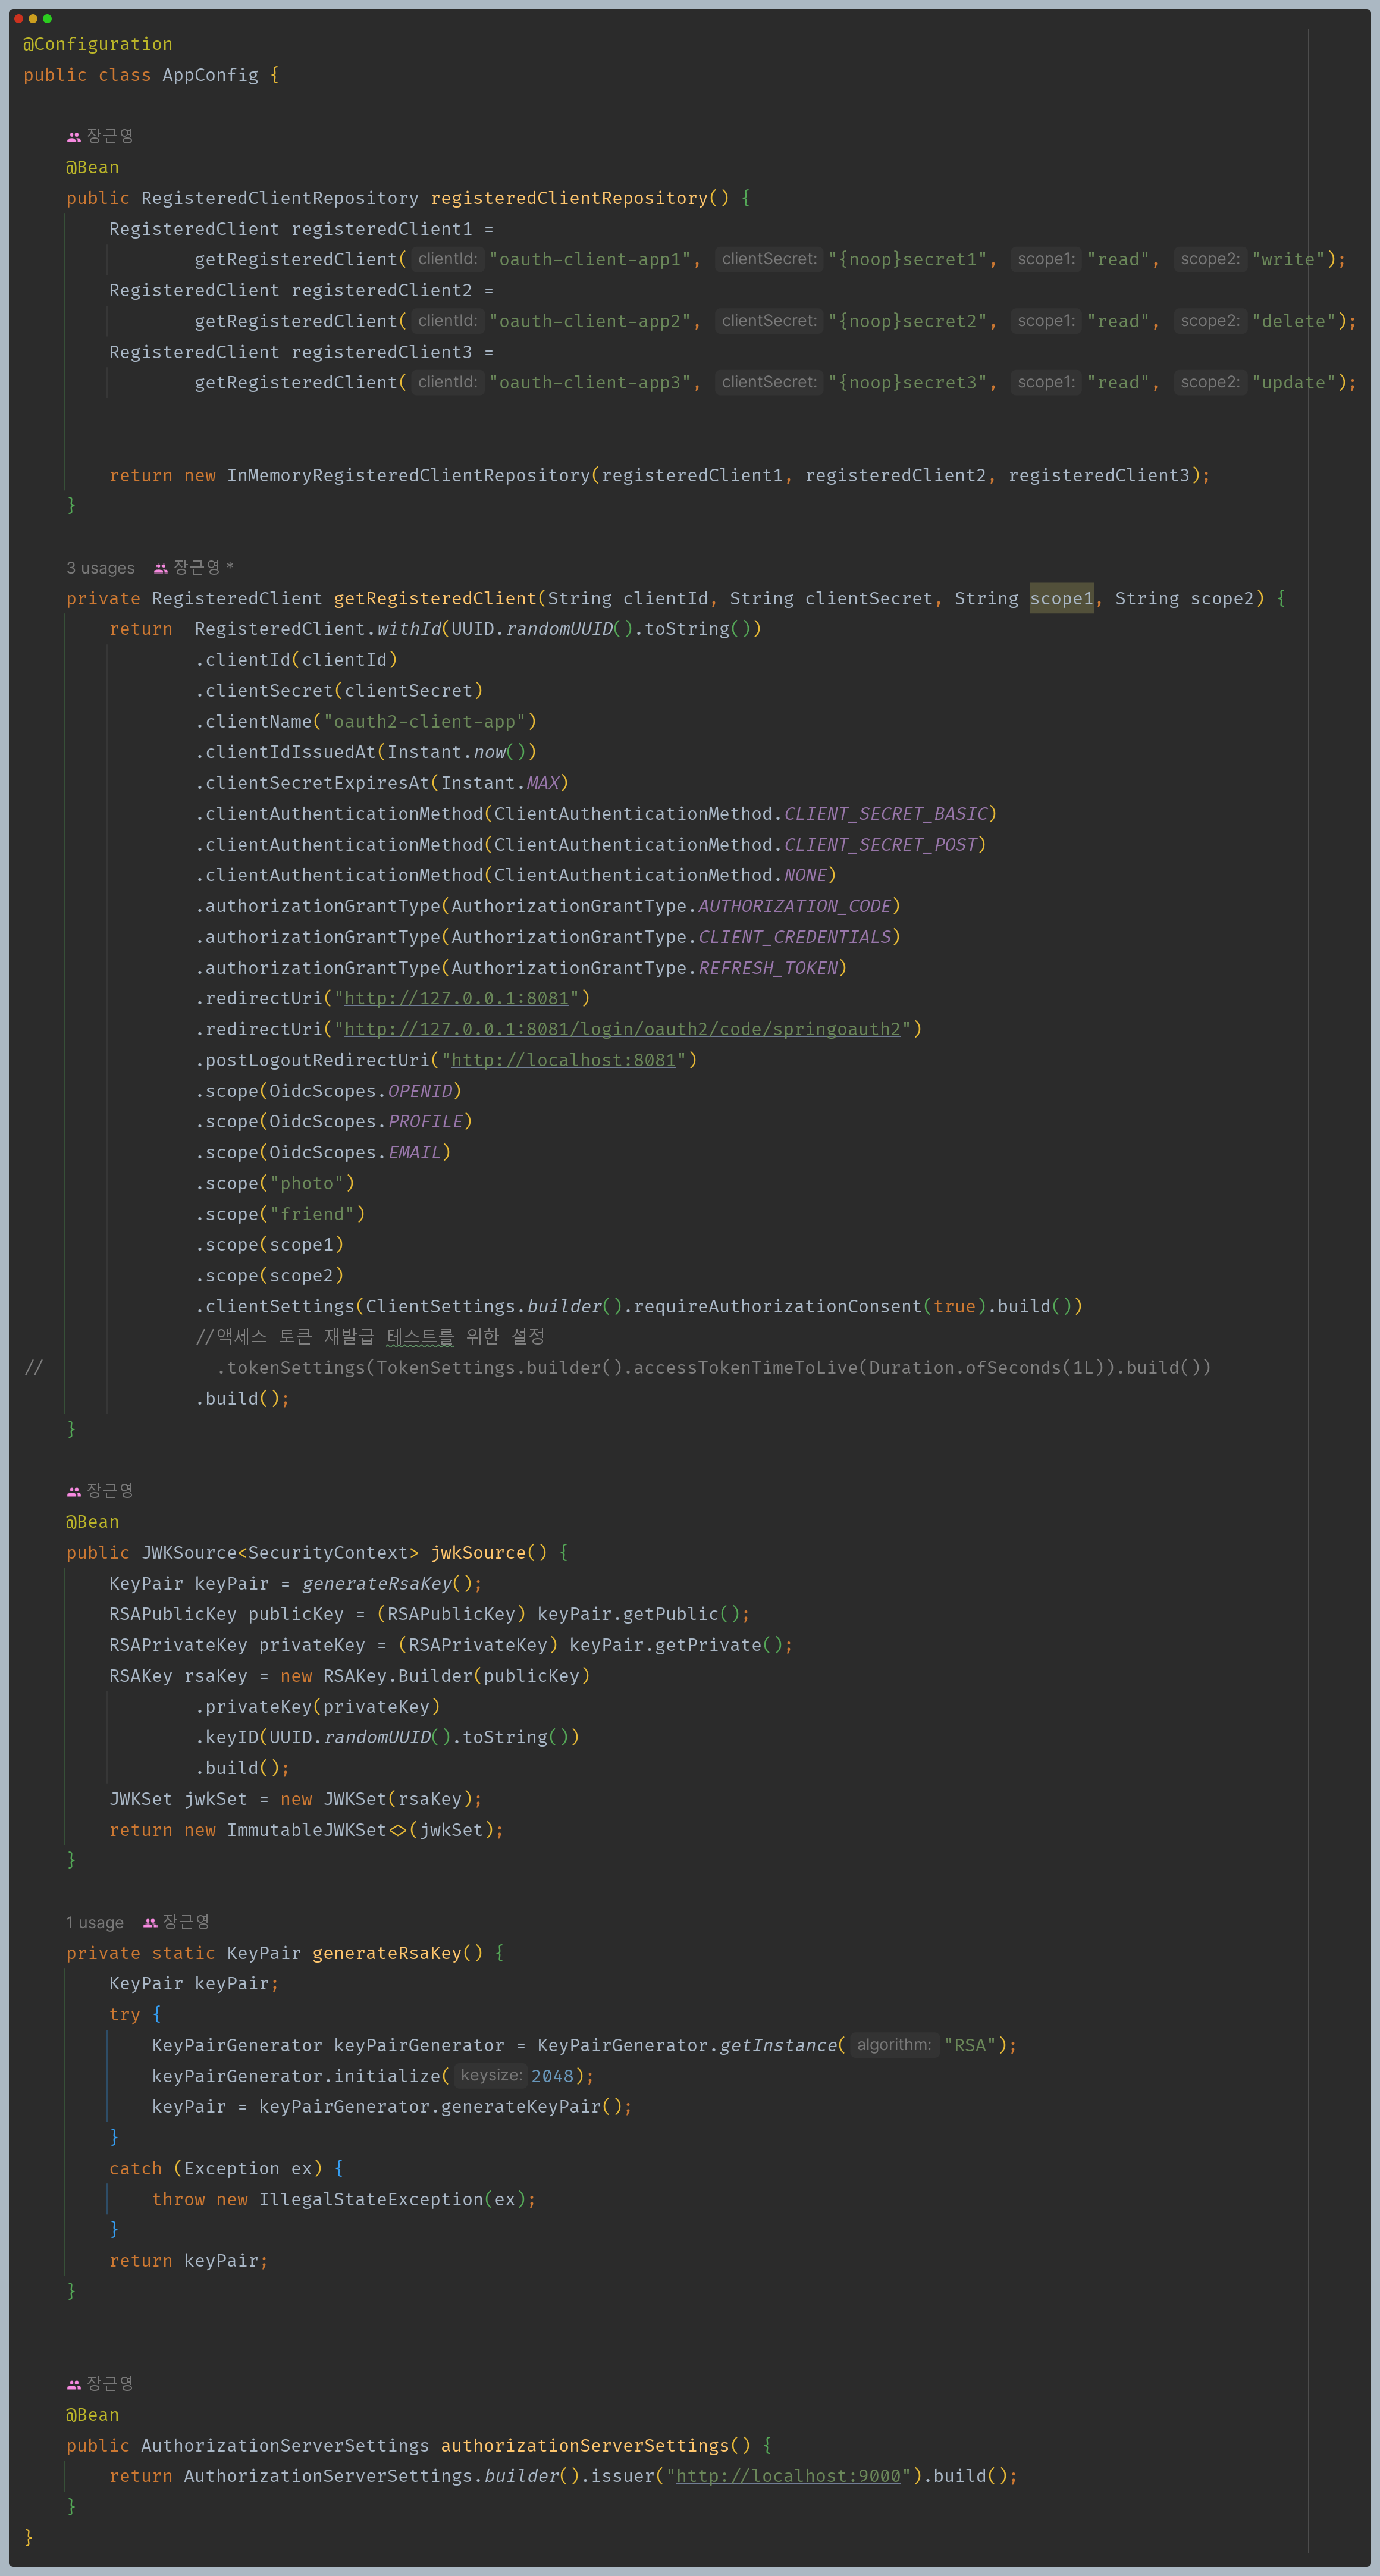 @Configuration
public class AppConfig {
장근영
@Bean
public RegisteredClientRepository registeredClientRepository() {
RegisteredClient registeredClient1 =
getRegisteredClient( clientId: "oauth-client-app1", clientSecret: "{noop}secret1", scope1: "read", scope2: "write");
RegisteredClient registeredClient2 =
getRegisteredClient( clientId: "oauth-client-app2", clientSecret: "{noop}secret2", scope1: "read", scope2: "delete");
RegisteredClient registeredClient3 =
getRegisteredClient( clientId: "oauth-client-app3", clientSecret: "{noop}secret3", scope1: "read", scope2: "update");
return new InMemoryRegisteredClientRepository(registeredClient1, registeredClient2, registeredClient3);
}
3 usages 장근영 *
private RegisteredClient getRegisteredClient(String clientId, String clientSecret, String scope1, String scope2) {
return RegisteredClient.withId(UUID.randomUUID().toString())
.clientId(clientId)
.clientSecret(clientSecret)
.clientName("oauth2-client-app")
.clientIdIssuedAt(Instant.now())
.clientSecretExpiresAt(Instant.MAX)
.clientAuthenticationMethod(ClientAuthenticationMethod.CLIENT_SECRET_BASIC)
.clientAuthenticationMethod(ClientAuthenticationMethod.CLIENT_SECRET_POST)
.clientAuthenticationMethod(ClientAuthenticationMethod.NONE)
.authorizationGrantType(AuthorizationGrantType.AUTHORIZATION_CODE)
.authorizationGrantType(AuthorizationGrantType.CLIENT_CREDENTIALS)
.authorizationGrantType(AuthorizationGrantType.REFRESH_TOKEN)
.redirectUri("http://127.0.0.1:8081")
.redirectUri("http://127.0.0.1:8081/login/oauth2/code/springoauth2")
.postLogoutRedirectUri("http://localhost:8081")
.scope(OidcScopes.OPENID)
.scope(OidcScopes.PROFILE)
.scope(OidcScopes.EMAIL)
.scope("photo")
.scope("friend")
.scope(scope1)
.scope(scope2)
.clientSettings(ClientSettings.builder().requireAuthorizationConsent(true).build())
//액세스 토큰 재발급 테스트를 위한 설정
// .tokenSettings(TokenSettings.builder().accessTokenTimeToLive(Duration.ofSeconds(1L)).build())
.build();
}
장근영
@Bean
public JWKSource<SecurityContext> jwkSource() {
KeyPair keyPair = generateRsaKey();
RSAPublicKey publicKey = (RSAPublicKey) keyPair.getPublic();
RSAPrivateKey privateKey = (RSAPrivateKey) keyPair.getPrivate();
RSAKey rsaKey = new RSAKey.Builder(publicKey)
.privateKey(privateKey)
.keyID(UUID.randomUUID().toString())
.build();
JWKSet jwkSet = new JWKSet(rsaKey);
return new ImmutableJWKSet<>(jwkSet);
}
1 usage 장근영
private static KeyPair generateRsaKey() {
KeyPair keyPair;
try {
KeyPairGenerator keyPairGenerator = KeyPairGenerator.getInstance( algorithm: "RSA");
keyPairGenerator.initialize( keysize: 2048);
keyPair = keyPairGenerator.generateKeyPair();
}
catch (Exception ex) {
throw new IllegalStateException(ex);
}
return keyPair;
}
장근영
@Bean
public AuthorizationServerSettings authorizationServerSettings() {
return AuthorizationServerSettings.builder().issuer("http://localhost:9000").build();
}
}